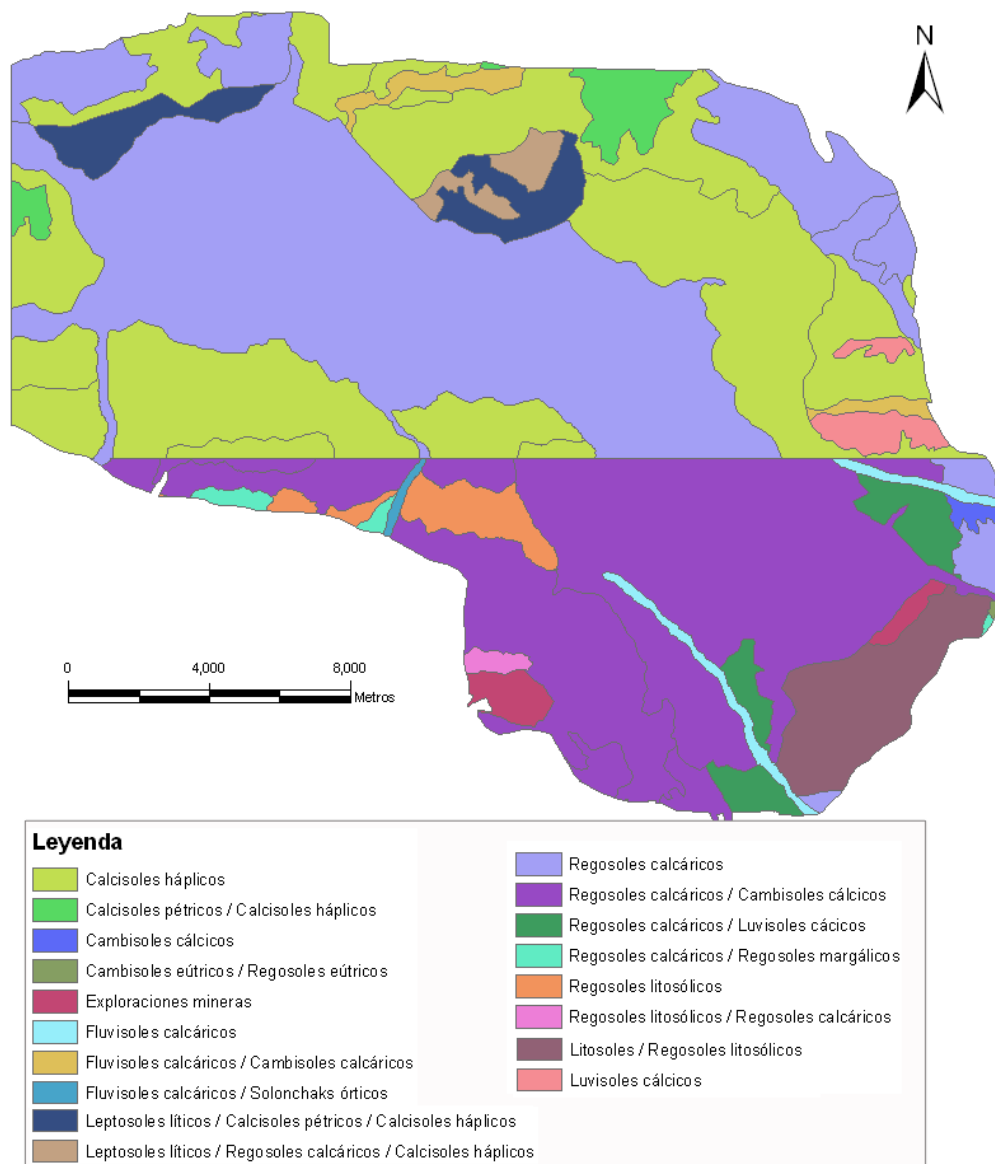 N
0 4,000 8,000
Metros
Leyenda
Calcisoles háplicos
Calcisoles pétricos / Calcisoles háplicos
Cambisoles cálcicos
Cambisoles eútricos / Regosoles eútricos
Exploraciones mineras
Fluvisoles calcáricos
Fluvisoles calcáricos / Cambisoles calcáricos
Fluvisoles calcáricos / Solonchaks órticos
Leptosoles líticos / Calcisoles pétricos / Calcisoles háplicos
Leptosoles líticos / Regosoles calcáricos / Calcisoles háplicos
Regosoles calcáricos
Regosoles calcáricos / Cambisoles cálcicos
Regosoles calcáricos / Luvisoles cácicos
Regosoles calcáricos / Regosoles margálicos
Regosoles litosólicos
Regosoles litosólicos / Regosoles calcáricos
Litosoles / Regosoles litosólicos
Luvisoles cálcicos